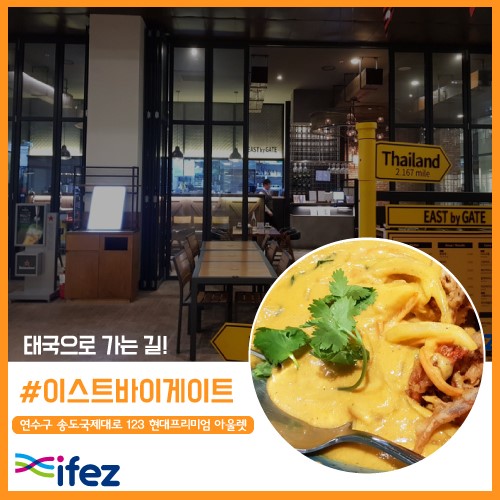 EAST by GATE
Thailand
2.167 mile
EAST by GATE
태국으로 가는 길!
#이스트바이게이트
연수구 송도국제대로 123 현대프리미엄 아울렛
ifez